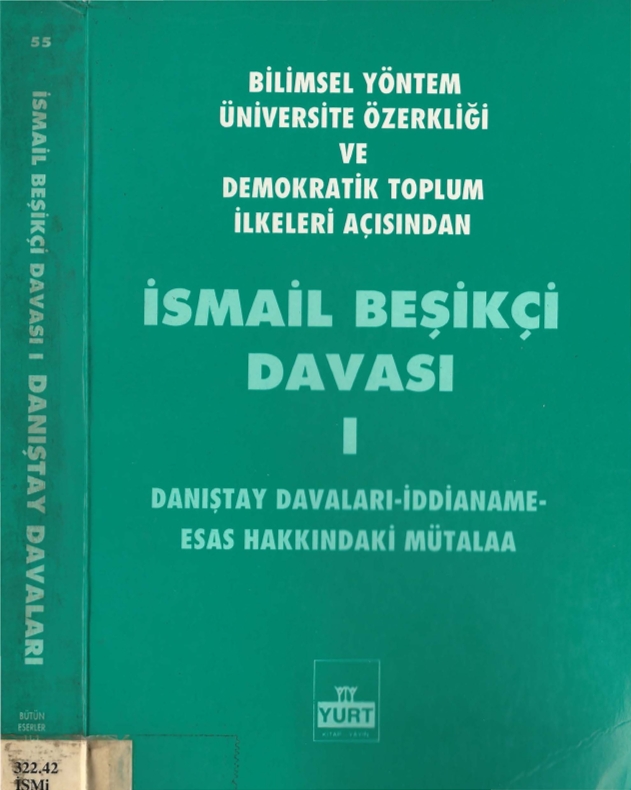 55
İSMAİL BEŞİKÇİ DAVASI I DANIŞTAY DAVALARI
BÜTÜN
ESERLER
322.42
İSMi
BİLİMSEL YÖNTEM
ÜNİVERSİTE ÖZERKLİĞİ
VE
DEMOKRATİK TOPLUM
İLKELERİ AÇISINDAN
İSMAİL BEŞİKÇİ
DAVASI
I
DANIŞTAY DAVALARI-İDDİANAME-
ESAS HAKKINDAKİ MÜTALAA
YURT
KİTAP-YAYIN